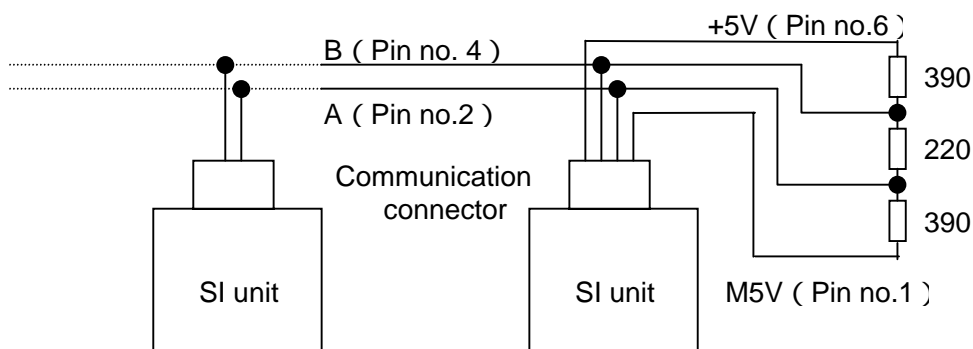 +5V ( Pin no.6 )
B ( Pin no. 4 )
390
A ( Pin no.2 )
220
Communication
connector
390
SI unit
SI unit
M5V ( Pin no.1 )